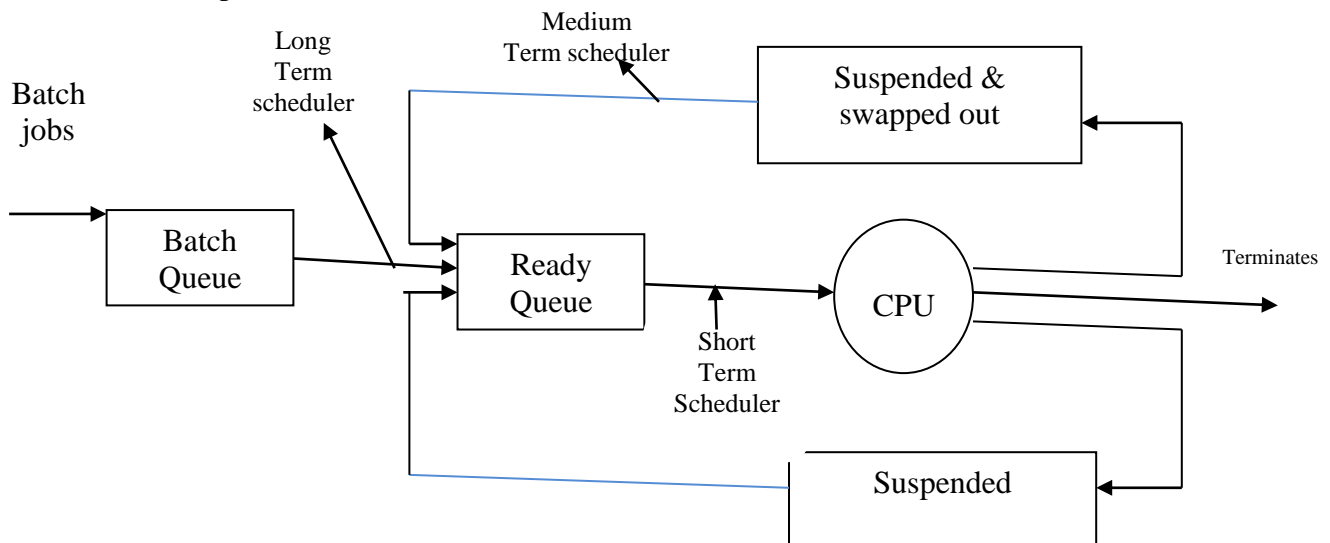 Medium
Term scheduler
Long
Term
scheduler
Suspended &
swapped out
Batch
jobs
Batch
Queue
Ready
Queue
CPU
Terminates
Short
Term
Scheduler
Suspended